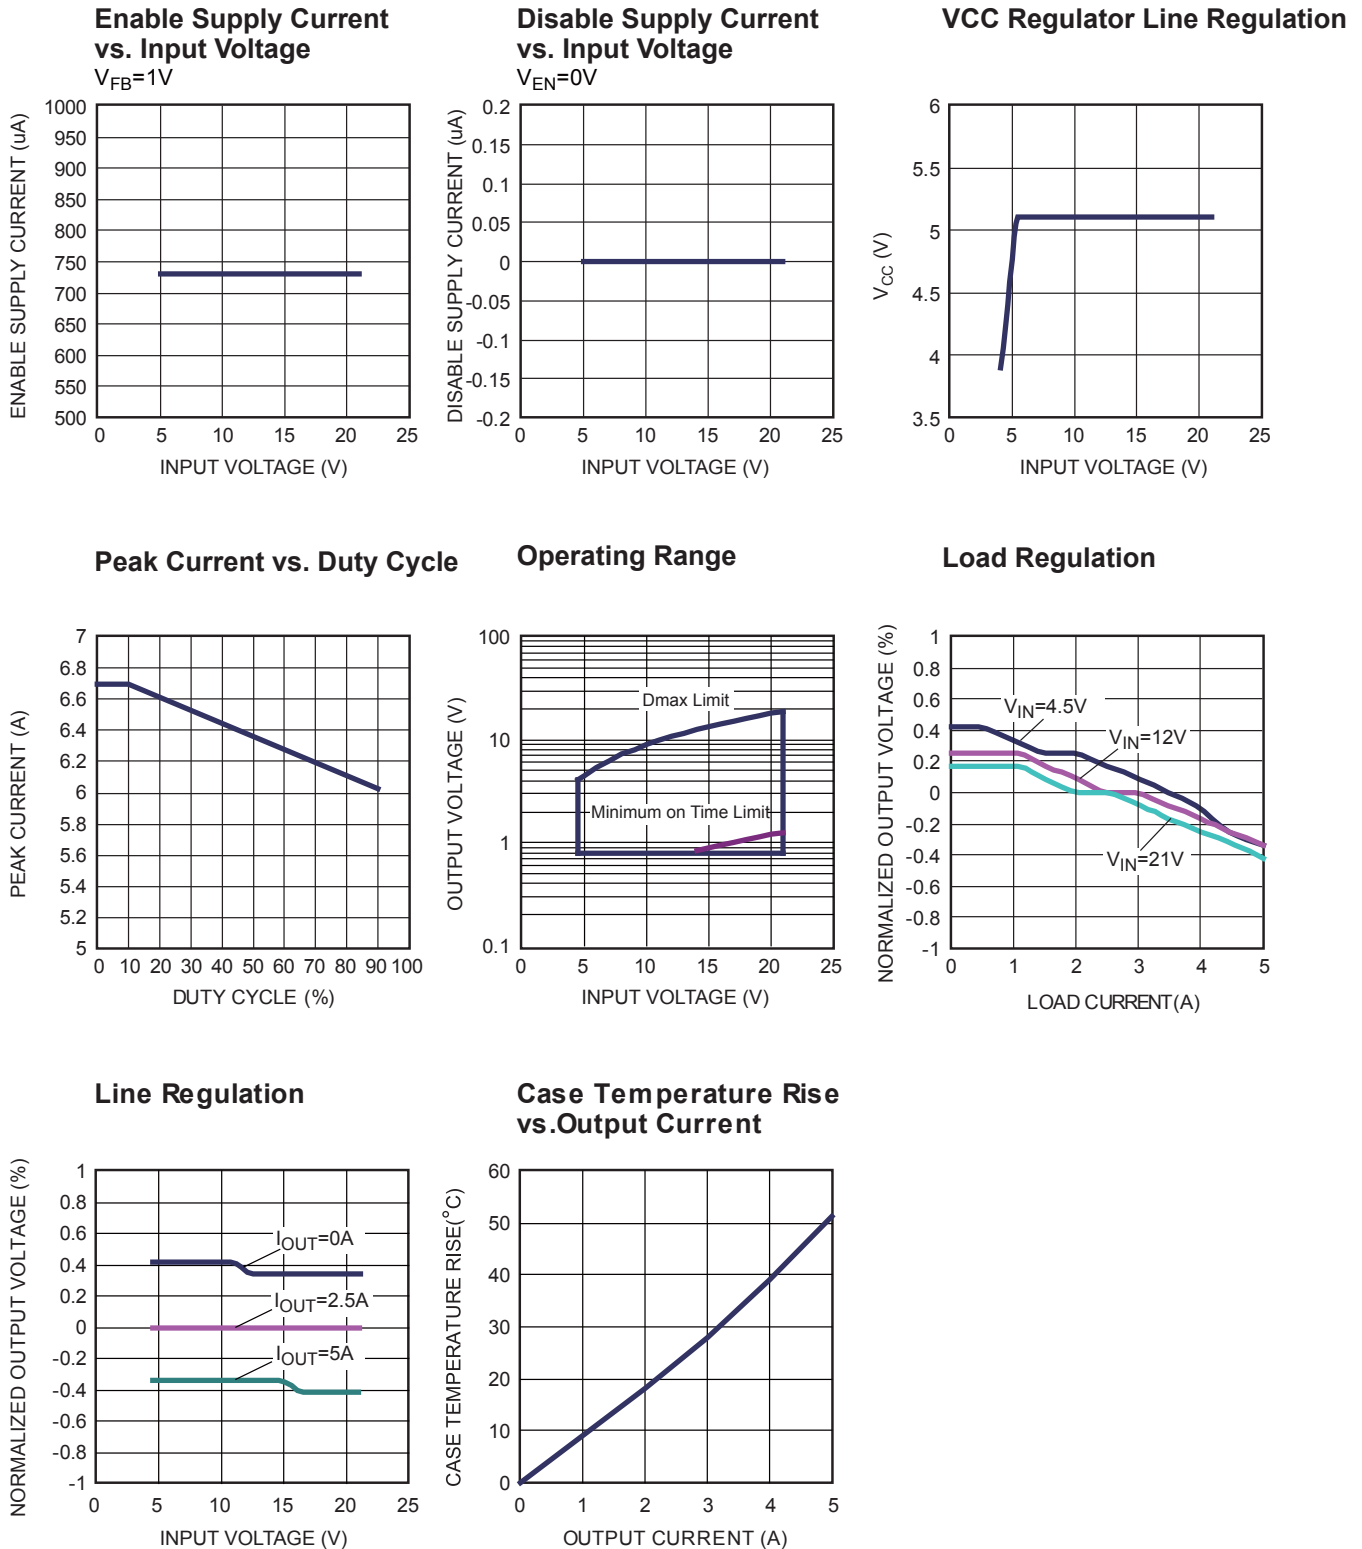 Enable Supply Current
vs. Input Voltage
VFB=1V
1000
950
900
850
800
750
700
650
600
550
500
0 5 10 15 20 25
ENABLE SUPPLY CURRENT (uA)
INPUT VOLTAGE (V)
Disable Supply Current
vs. Input Voltage
VEN=0V
0.2
0.15
0.1
0.05
0
-0.05
-0.1
-0.15
-0.2
0 5 10 15 20 25
DISABLE SUPPLY CURRENT (uA)
INPUT VOLTAGE (V)
VCC Regulator Line Regulation
6
5.5
5
4.5
4
3.5
0 5 10 15 20 25
VCC (V)
INPUT VOLTAGE (V)
Peak Current vs. Duty Cycle
7
6.8
6.6
6.4
6.2
6
5.8
5.6
5.4
5.2
5
0 10 20 30 40 50 60 70 80 90 100
PEAK CURRENT (A)
DUTY CYCLE (%)
Operating Range
100
10
1
0.1
Dmax Limit
Minimum on Time Limit
0 5 10 15 20 25
OUTPUT VOLTAGE (V)
INPUT VOLTAGE (V)
Load Regulation
1
0.8
0.6
0.4
0.2
0
-0.2
-0.4
-0.6
-0.8
-1
VIN=4.5V
VIN=12V
VIN=21V
0 1 2 3 4 5
NORMALIZED OUTPUT VOLTAGE (%)
LOAD CURRENT(A)
Line Regulation
1
0.8
0.6
0.4
0.2
0
-0.2
-0.4
-0.6
-0.8
-1
IOUT=0A
IOUT=2.5A
IOUT=5A
0 5 10 15 20 25
NORMALIZED OUTPUT VOLTAGE (%)
INPUT VOLTAGE (V)
Case Temperature Rise
vs.Output Current
60
50
40
30
20
10
0
0 1 2 3 4 5
CASE TEMPERATURE RISE(°C)
OUTPUT CURRENT (A)